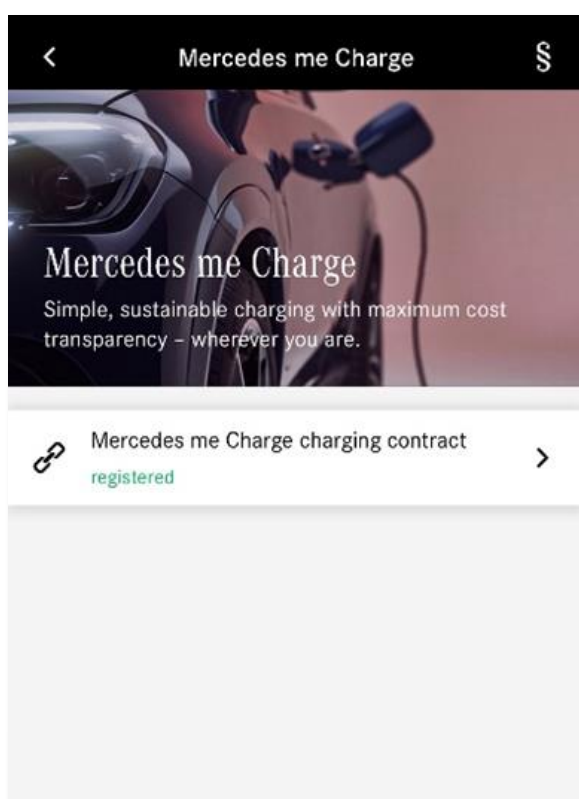 Mercedes me Charge
§
Mercedes me Charge
Simple, sustainable charging with maximum cost
transparency – wherever you are.
Mercedes me Charge charging contract
registered